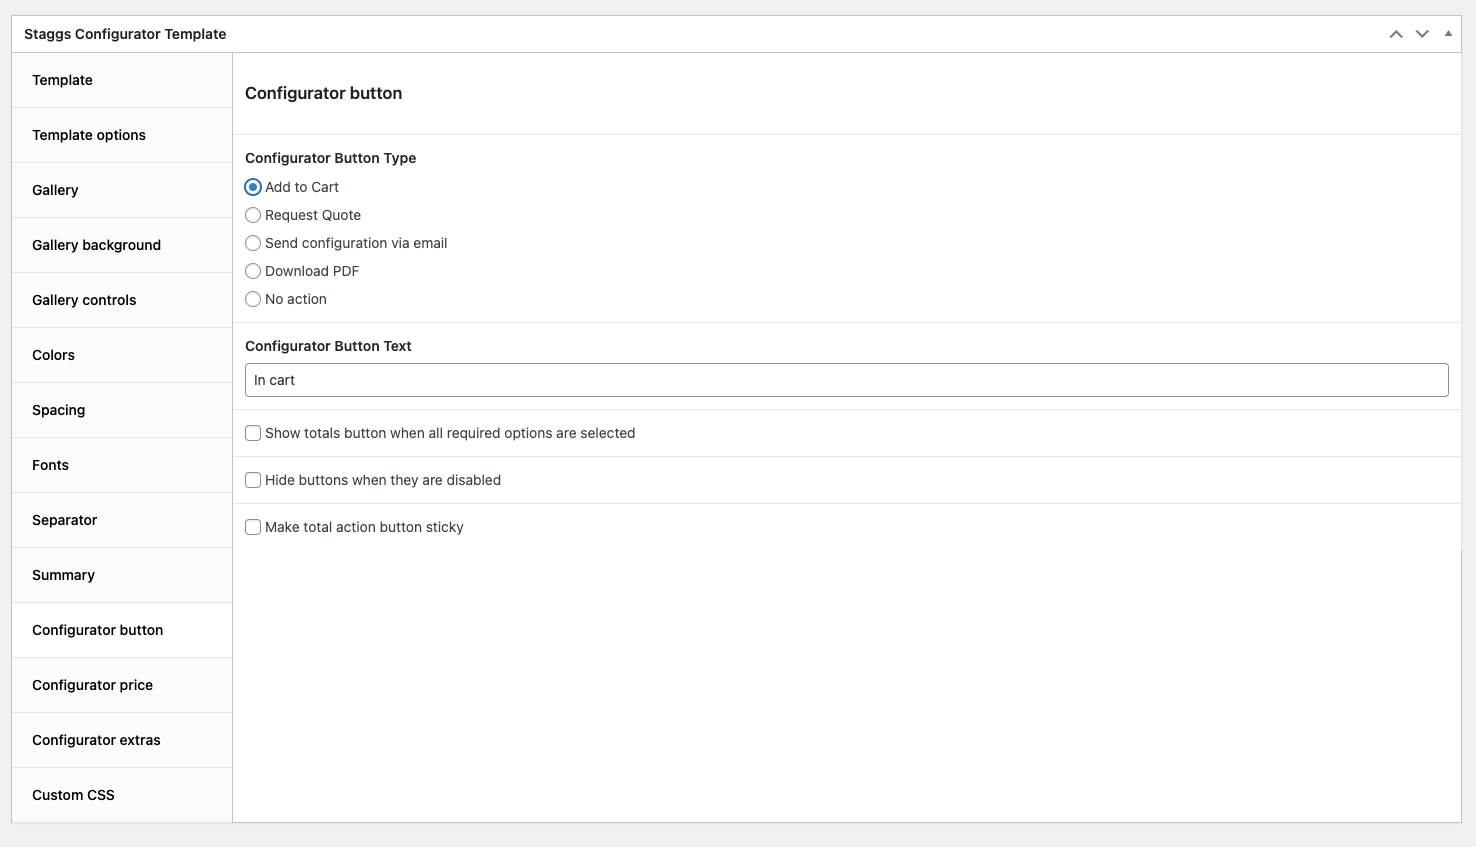 Staggs Configurator Template
Template
Template options
Gallery
Gallery background
Gallery controls
Colors
Spacing
Fonts
Separator
Summary
Configurator button
Configurator price
Configurator extras
Custom CSS
Configurator button
Configurator Button Type
Add to Cart
Request Quote
Send configuration via email
Download PDF
No action
Configurator Button Text
In cart
Show totals button when all required options are selected
Hide buttons when they are disabled
Make total action button sticky